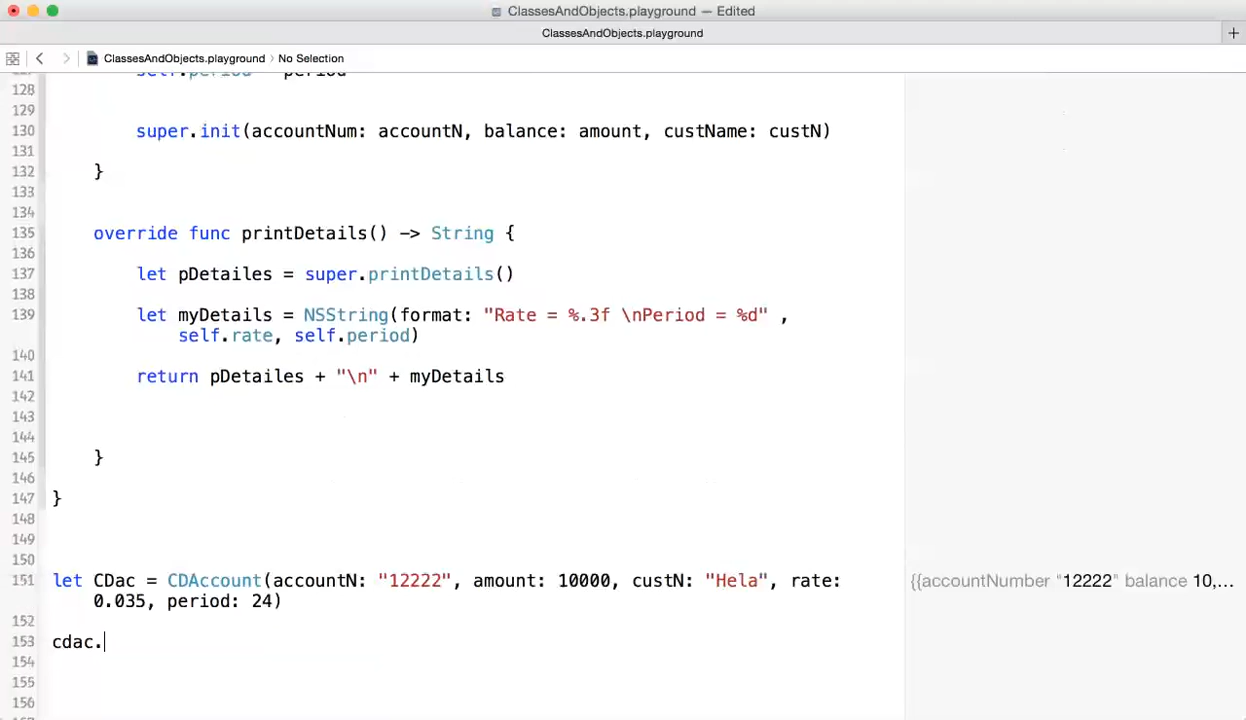 ClassesAndObjects.playground — Edited
ClassesAndObjects.playground
ClassesAndObjects.playground › No Selection
self.period = period
128
129
130 super.init(accountNum: accountN, balance: amount, custName: custN)
131
132 }
133
134
135 override func printDetails() -> String {
136
137 let pDetailes = super.printDetails()
138
139 let myDetails = NSString(format: "Rate = %.3f \nPeriod = %d" ,
self.rate, self.period)
140
141 return pDetailes + "\n" + myDetails
142
143
144
145 }
146
147 }
148
149
150
151 let CDac = CDAccount(accountN: "12222", amount: 10000, custN: "Hela", rate: {{accountNumber "12222" balance 10,...
0.035, period: 24)
152
153 cdac.
154
155
156